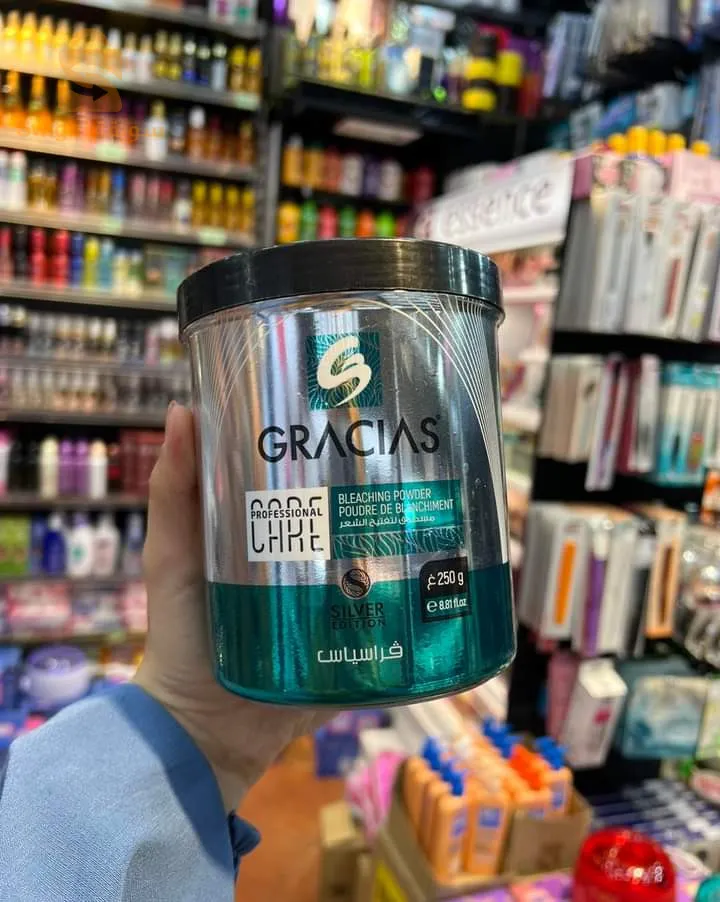 essence
GRACIAS
PROFESSIONAL
CARE
BLEACHING POWDER
POUDRE DE BLANCHIMENT
مسحوق لتفتيح الشعر
250 g غ
e 8.81 fl.oz
SILVER
EDITION
ڨراسياس